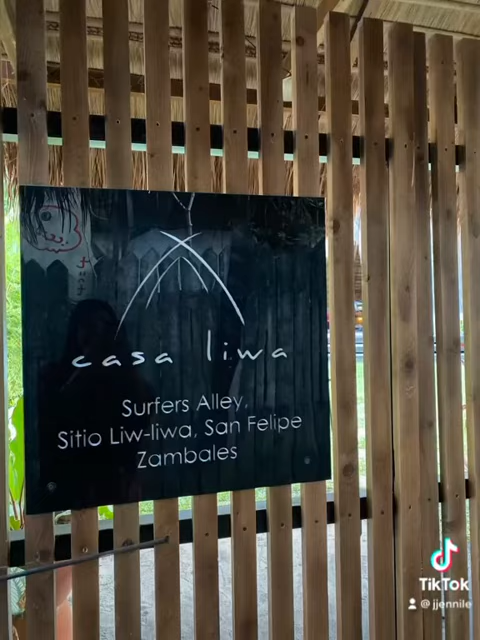 casa liwa
Surfers Alley,
Sitio Liw-liwa, San Felipe
Zambales
TikTok
@jjennile